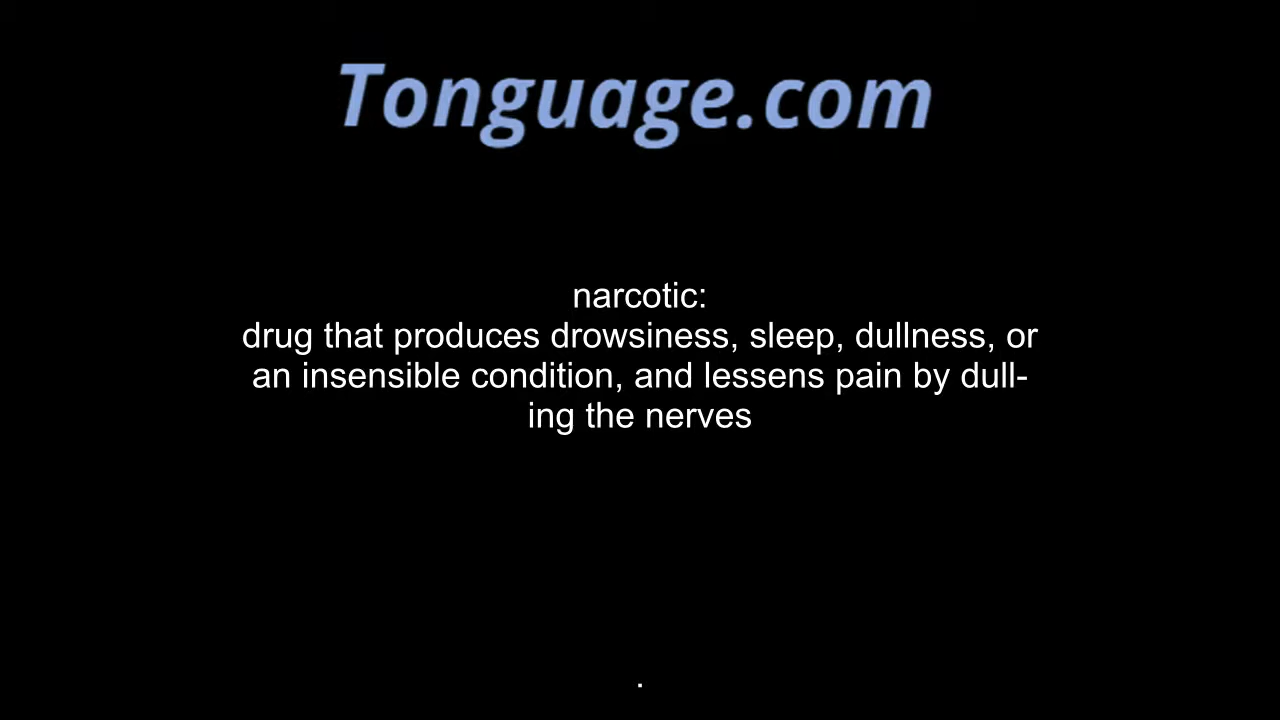 Tonguage.com
narcotic:
drug that produces drowsiness, sleep, dullness, or
an insensible condition, and lessens pain by dull-
ing the nerves
.